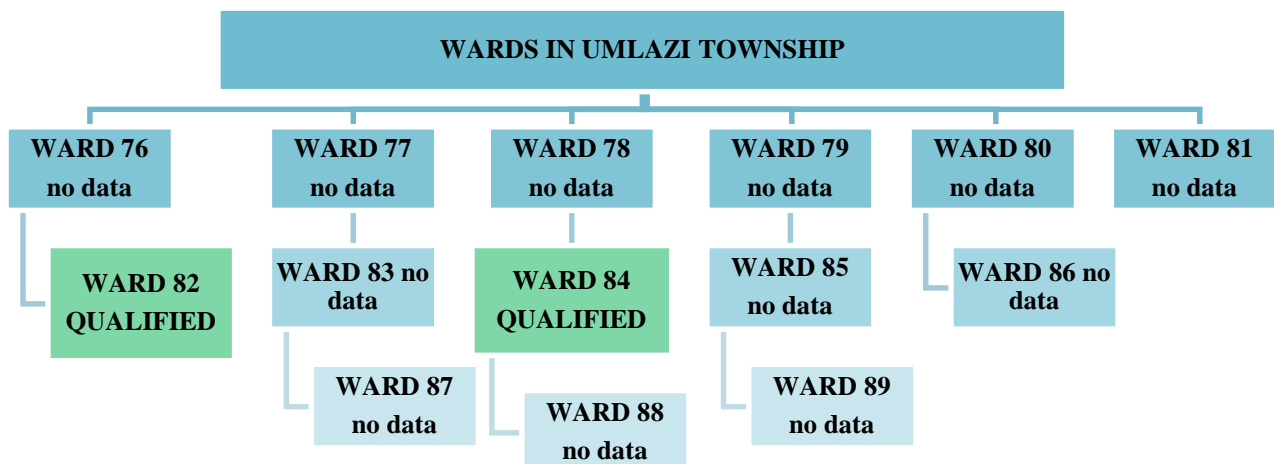 WARDS IN UMLAZI TOWNSHIP
WARD 76
no data
WARD 77
no data
WARD 78
no data
WARD 79
no data
WARD 80
no data
WARD 81
no data
WARD 82
QUALIFIED
WARD 83 no
data
WARD 84
QUALIFIED
WARD 85
no data
WARD 86 no
data
WARD 87
no data
WARD 88
no data
WARD 89
no data